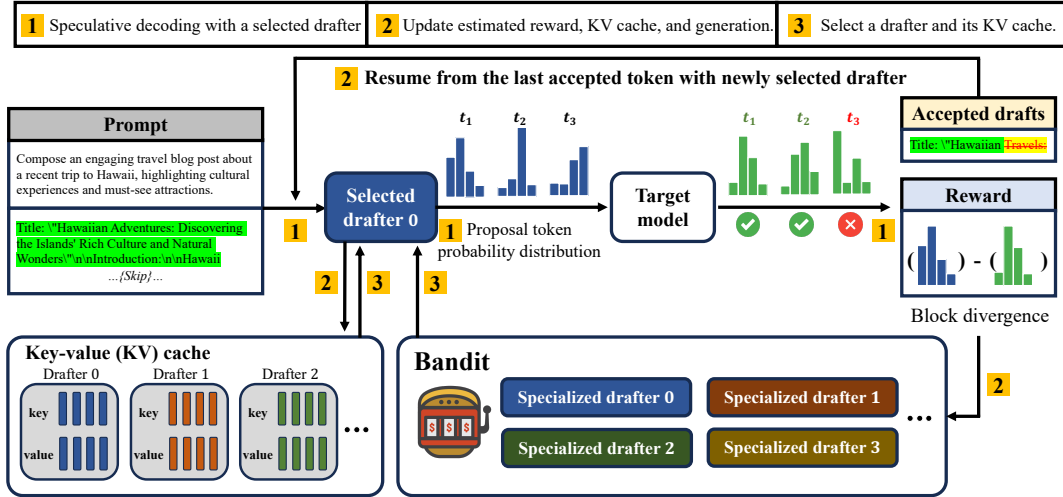 1 Speculative decoding with a selected drafter
2 Update estimated reward, KV cache, and generation.
3 Select a drafter and its KV cache.
2 Resume from the last accepted token with newly selected drafter
Prompt
Compose an engaging travel blog post about
a recent trip to Hawaii, highlighting cultural
experiences and must-see attractions.
Title: \"Hawaiian Adventures: Discovering
the Islands' Rich Culture and Natural
Wonders\"\n\nIntroduction:\n\nHawaii
...{Skip}...
1
Selected
drafter 0
t1 t2 t3
1 Proposal token
probability distribution
Target
model
t1 t2 t3
1
Accepted drafts
Title: \"Hawaiian Travels:
Reward
( ) - ( )
Block divergence
2
3
3
2
Key-value (KV) cache
Drafter 0 Drafter 1 Drafter 2
key key key
value value value
...
Bandit
$ $ $
Specialized drafter 0
Specialized drafter 1
Specialized drafter 2
Specialized drafter 3
...